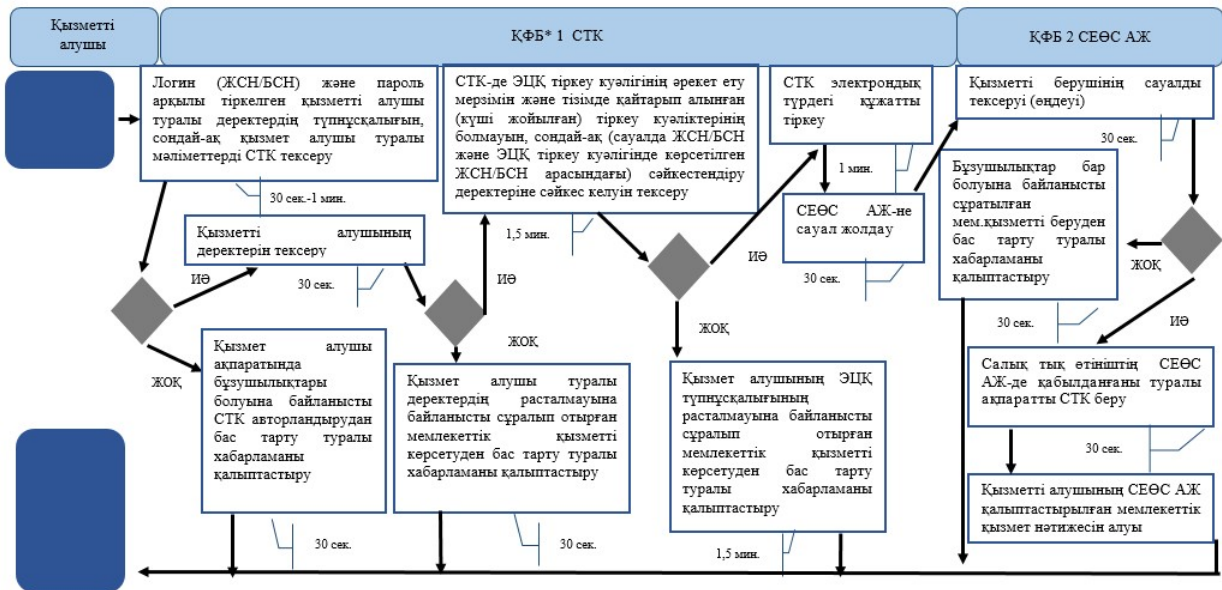 Қызметті
алушы
ҚФБ* 1 СТК
ҚФБ 2 СЕӨС АЖ
Логин (ЖСН/БСН) және пароль
арқылы тіркелген қызметті алушы
туралы деректердің түпнұсқалығын,
сондай-ақ қызмет алушы туралы
мәліметтерді СТК тексеру
30 сек.-1 мин.
Қызметті алушының
деректерін тексеру
30 сек.
ИӘ
ЖОҚ
Қызмет алушы
ақпаратында
бұзушылықтары
болуына байланысты
СТК авторландырудан
бас тарту туралы
хабарламаны
қалыптастыру
30 сек.
СТК-де ЭЦҚ тіркеу куәлігінің әрекет ету
мерзімін және тізімде қайтарып алынған
(күші жойылған) тіркеу куәліктерінің
болмауын, сондай-ақ (сауалда ЖСН/БСН
және ЭЦҚ тіркеу куәлігінде көрсетілген
ЖСН/БСН арасындағы) сәйкестендіру
деректеріне сәйкес келуін тексеру
1,5 мин.
ИӘ
ЖОҚ
Қызмет алушы туралы
деректердің расталмауына
байланысты сұралып отырған
мемлекеттік қызметті
көрсетуден бас тарту туралы
хабарламаны қалыптастыру
30 сек.
ИӘ
ЖОҚ
Қызмет алушының ЭЦҚ
түпнұсқалығының
расталмауына байланысты
сұралып отырған
мемлекеттік қызметті
көрсетуден бас тарту
туралы хабарламаны
қалыптастыру
1,5 мин.
СТК электрондық
түрдегі құжатты
тіркеу
1 мин.
СЕӨС АЖ-не
сауал жолдау
30 сек.
Қызметті берушінің сауалды
тексеруі (өңдеуі)
30 сек.
Бұзушылықтар бар
болуына байланысты
сұратылған
мем.қызметті беруден
бас тарту туралы
хабарламаны
қалыптастыру
ЖОҚ
30 сек.
ИӘ
Салық тық өтініштің СЕӨС
АЖ-де қабылданғаны туралы
ақпаратты СТК беру
30 сек.
Қызметті алушының СЕӨС АЖ
қалыптастырылған мемлекеттік
қызмет нәтижесін алуы